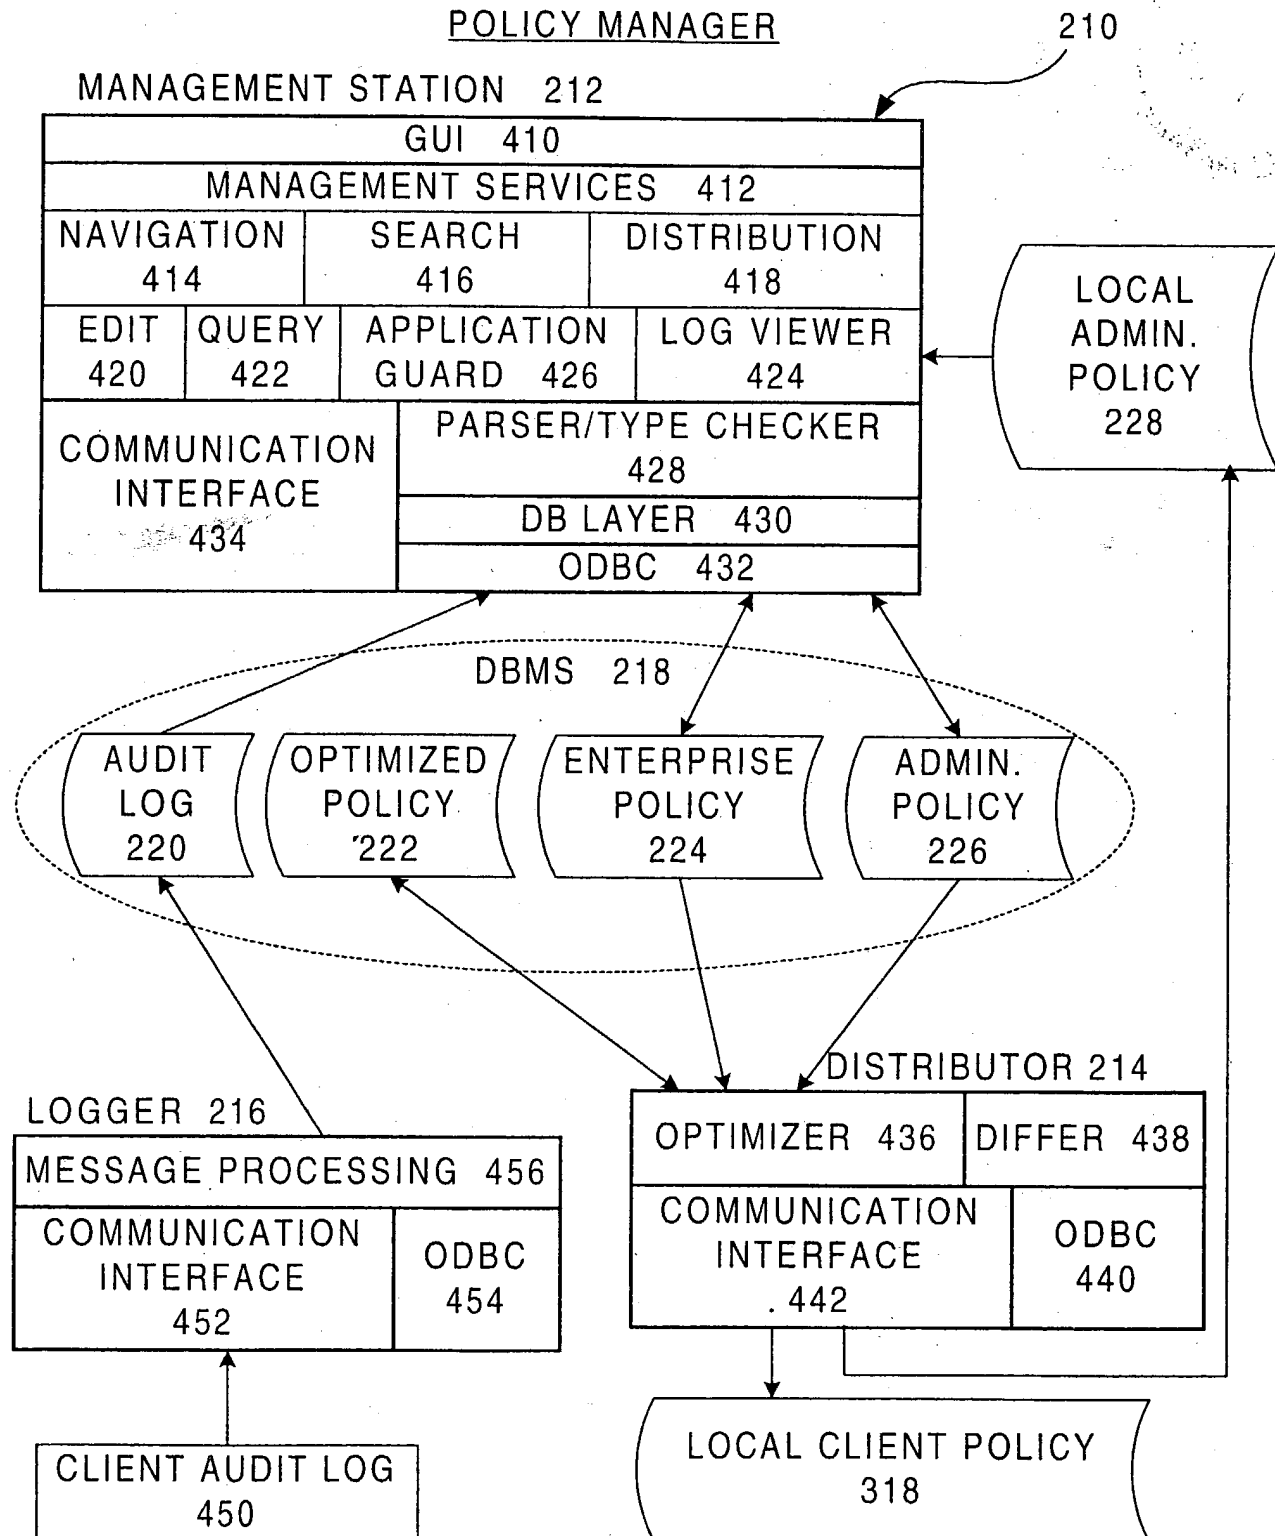 POLICY MANAGER
210
MANAGEMENT STATION 212
GUI 410
MANAGEMENT SERVICES 412
NAVIGATION
414
SEARCH
416
DISTRIBUTION
418
EDIT
420
QUERY
422
APPLICATION
GUARD 426
LOG VIEWER
424
COMMUNICATION
INTERFACE
434
PARSER/TYPE CHECKER
428
DB LAYER 430
ODBC 432
LOCAL
ADMIN.
POLICY
228
DBMS 218
AUDIT
LOG
220
OPTIMIZED
POLICY
222
ENTERPRISE
POLICY
224
ADMIN.
POLICY
226
LOGGER 216
MESSAGE PROCESSING 456
COMMUNICATION
INTERFACE
452
ODBC
454
DISTRIBUTOR 214
OPTIMIZER 436
DIFFER 438
COMMUNICATION
INTERFACE
442
ODBC
440
CLIENT AUDIT LOG
450
LOCAL CLIENT POLICY
318